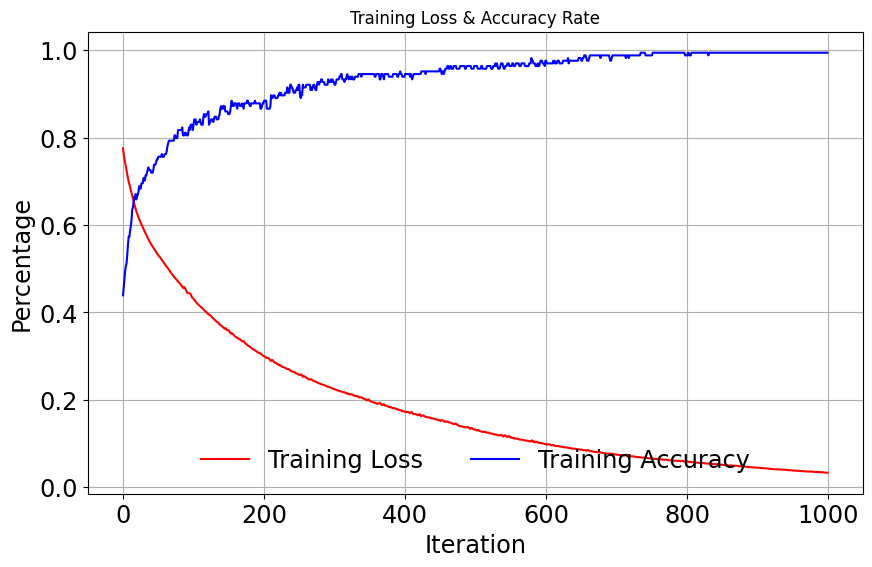 Training Loss & Accuracy Rate
1.0
0.8
0.6
0.4
0.2
0.0
Percentage
Training Loss Training Accuracy
0 200 400 600 800 1000
Iteration